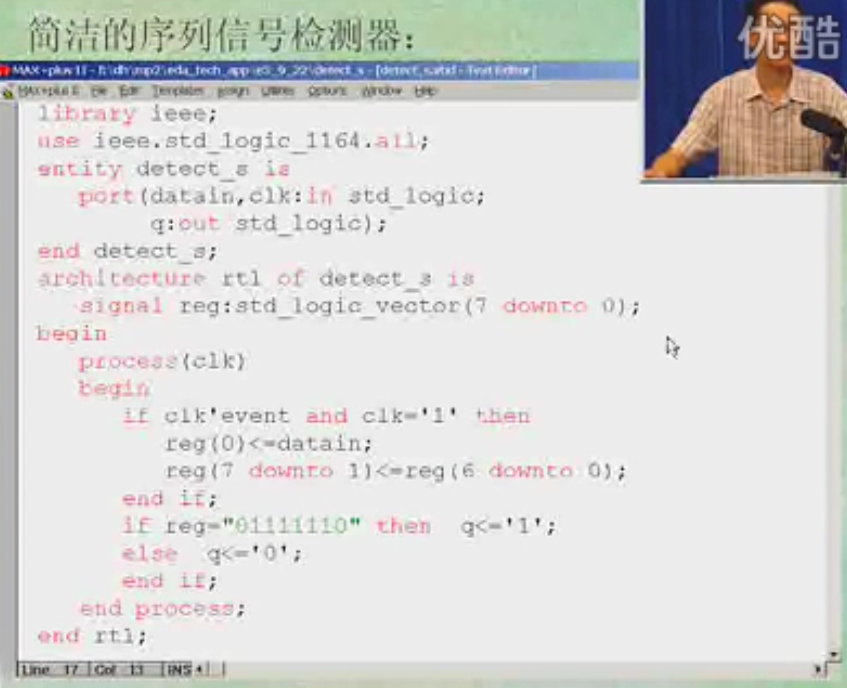 简洁的序列信号检测器:
优酷
MAX+plus II - f:\dh\mp2\eda_tech_app\e5_9_22\detect_s - [detect_s.vhd - Text Editor]
MAX+plus II File Edit Templates Assign Utilities Options Window Help
library ieee;
use ieee.std_logic_1164.all;
entity detect_s is
port(datain,clk:in std_logic;
q:out std_logic);
end detect_s;
architecture rtl of detect_s is
signal reg:std_logic_vector(7 downto 0);
begin
process(clk)
begin
if clk'event and clk='1' then
reg(0)<=datain;
reg(7 downto 1)<=reg(6 downto 0);
end if;
if reg="01111110" then q<='1';
else q<='0';
end if;
end process;
end rtl;
Line 17 Col 13 INS